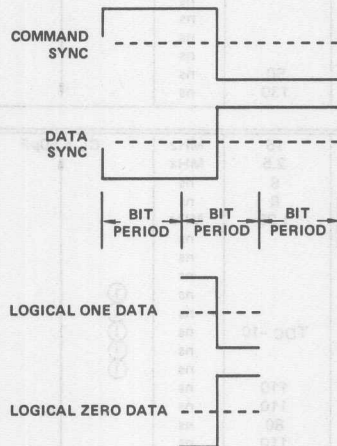 COMMAND
SYNC
DATA
SYNC
BIT PERIOD
BIT PERIOD
BIT PERIOD
LOGICAL ONE DATA
LOGICAL ZERO DATA